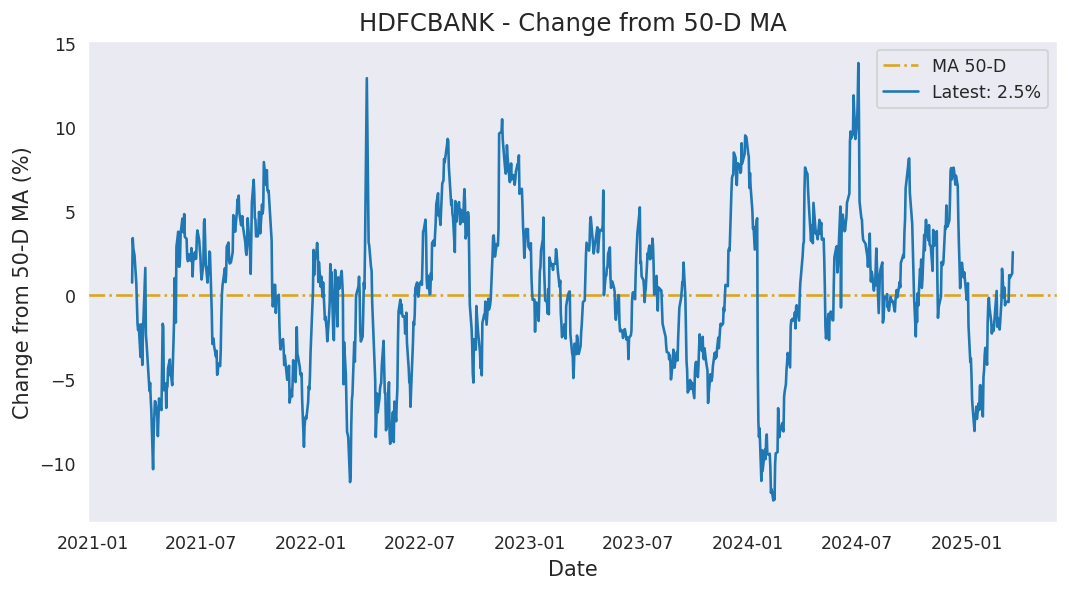 HDFCBANK - Change from 50-D MA
MA 50-D
Latest: 2.5%
Change from 50-D MA (%)
15
10
5
0
−5
−10
2021-01 2021-07 2022-01 2022-07 2023-01 2023-07 2024-01 2024-07 2025-01
Date